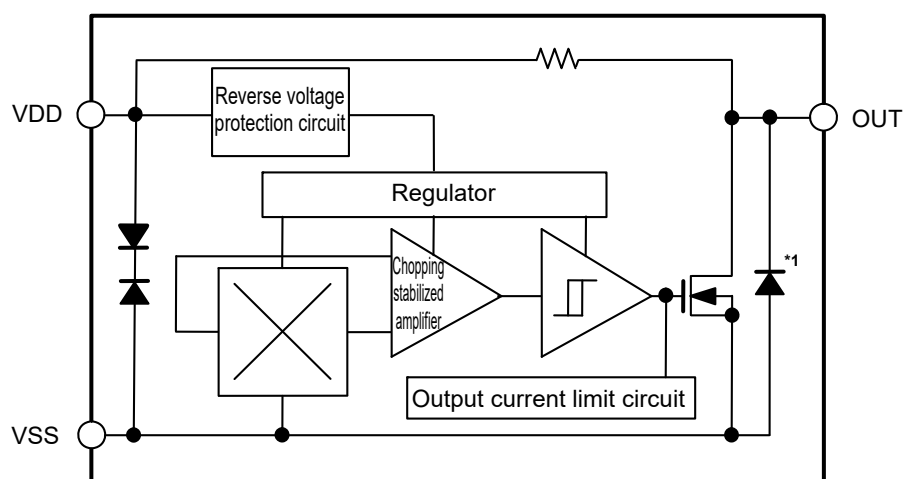 Reverse voltage
protection circuit
VDD
OUT
Regulator
Chopping
stabilized
amplifier
*1
Output current limit circuit
VSS